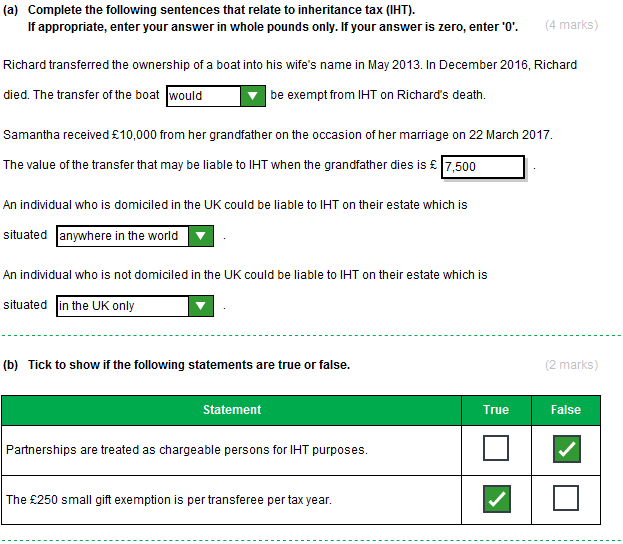 (a) Complete the following sentences that relate to inheritance tax (IHT).
If appropriate, enter your answer in whole pounds only. If your answer is zero, enter '0'. (4 marks)
Richard transferred the ownership of a boat into his wife's name in May 2013. In December 2016, Richard
died. The transfer of the boat would be exempt from IHT on Richard's death.
Samantha received £10,000 from her grandfather on the occasion of her marriage on 22 March 2017.
The value of the transfer that may be liable to IHT when the grandfather dies is £ 7,500 .
An individual who is domiciled in the UK could be liable to IHT on their estate which is
situated anywhere in the world .
An individual who is not domiciled in the UK could be liable to IHT on their estate which is
situated in the UK only .
(b) Tick to show if the following statements are true or false. (2 marks)
Statement True False
Partnerships are treated as chargeable persons for IHT purposes.
The £250 small gift exemption is per transferee per tax year.